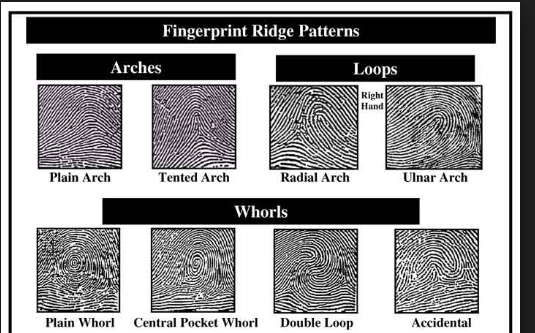 Fingerprint Ridge Patterns
Arches
Loops
Right
Hand
Plain Arch
Tented Arch
Radial Arch
Ulnar Arch
Whorls
Plain Whorl
Central Pocket Whorl
Double Loop
Accidental